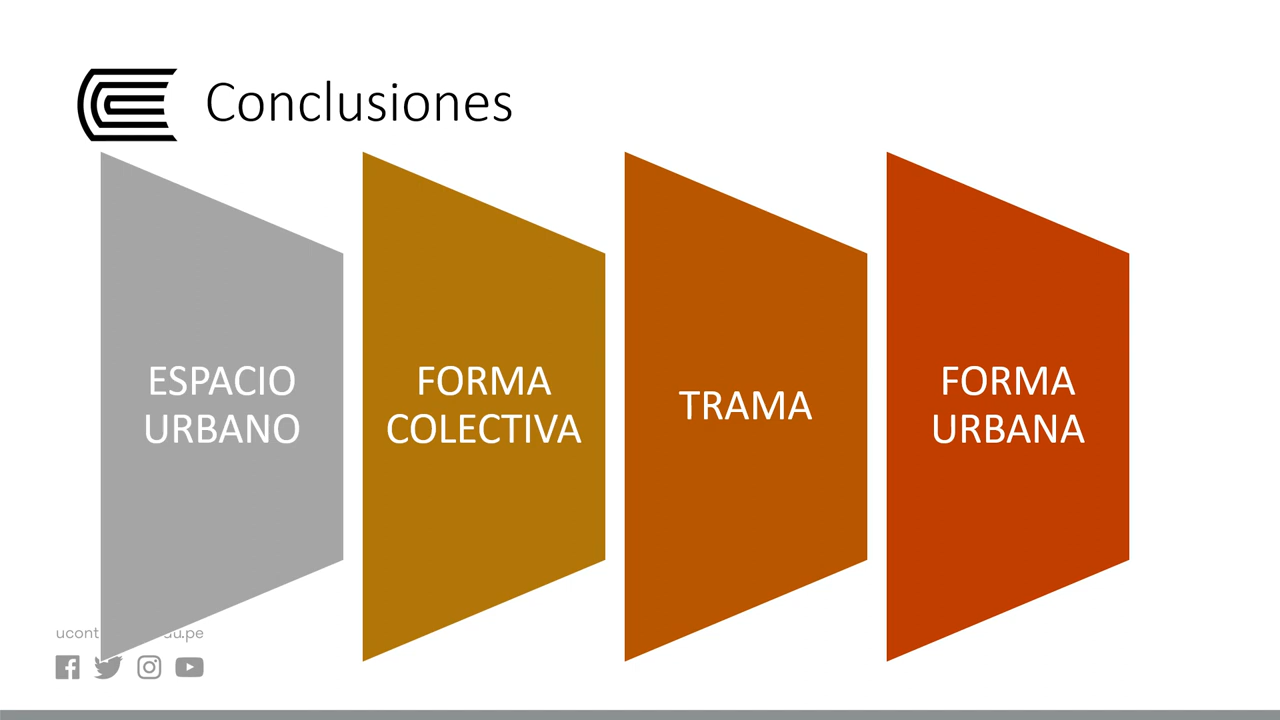 Conclusiones
ESPACIO
URBANO
FORMA
COLECTIVA
TRAMA
FORMA
URBANA